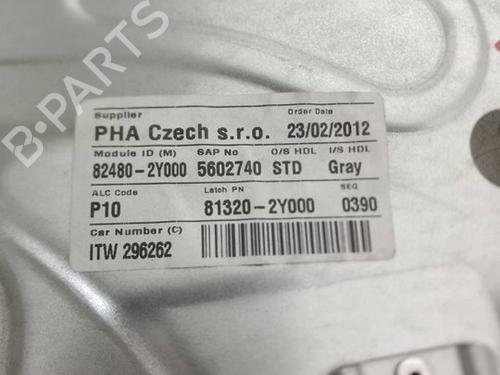 B-PARTS
Supplier Order Date
PHA Czech s.r.o. 23/02/2012
Module ID (M) SAP No O/S HDL I/S HDL
82480-2Y000 5602740 STD Gray
ALC Code Latch PN SEQ
P10 81320-2Y000 0390
Car Number (C)
ITW 296262